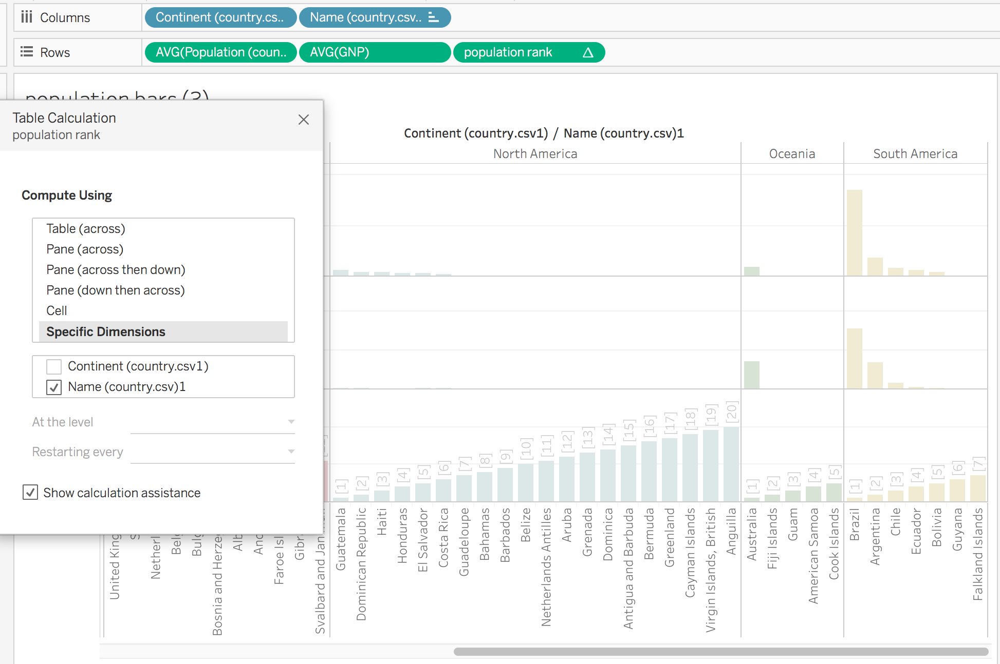 Columns
Continent (country.cs..
Name (country.csv..
Rows
AVG(Population (coun..
AVG(GNP)
population rank
population bars (3)
Table Calculation
population rank
Compute Using
Table (across)
Pane (across)
Pane (across then down)
Pane (down then across)
Cell
Specific Dimensions
Continent (country.csv1)
Name (country.csv)1
At the level
Restarting every
Show calculation assistance
Continent (country.csv1) / Name (country.csv)1
North America
Oceania
South America
[1]
[2]
[3]
[4]
[5]
[6]
[7]
[8]
[9]
[10]
[11]
[12]
[13]
[14]
[15]
[16]
[17]
[18]
[19]
[20]
[1]
[2]
[3]
[4]
[5]
[1]
[2]
[3]
[4]
[5]
[6]
[7]
United King
Netherl
Belg
Bulg
Bosnia and Herzeg
Alb
And
Faroe Isl
Gibr
Svalbard and Jan
Guatemala
Dominican Republic
Haiti
Honduras
El Salvador
Costa Rica
Guadeloupe
Bahamas
Barbados
Belize
Netherlands Antilles
Aruba
Grenada
Dominica
Antigua and Barbuda
Bermuda
Greenland
Cayman Islands
Virgin Islands, British
Anguilla
Australia
Fiji Islands
Guam
American Samoa
Cook Islands
Brazil
Argentina
Chile
Ecuador
Bolivia
Guyana
Falkland Islands